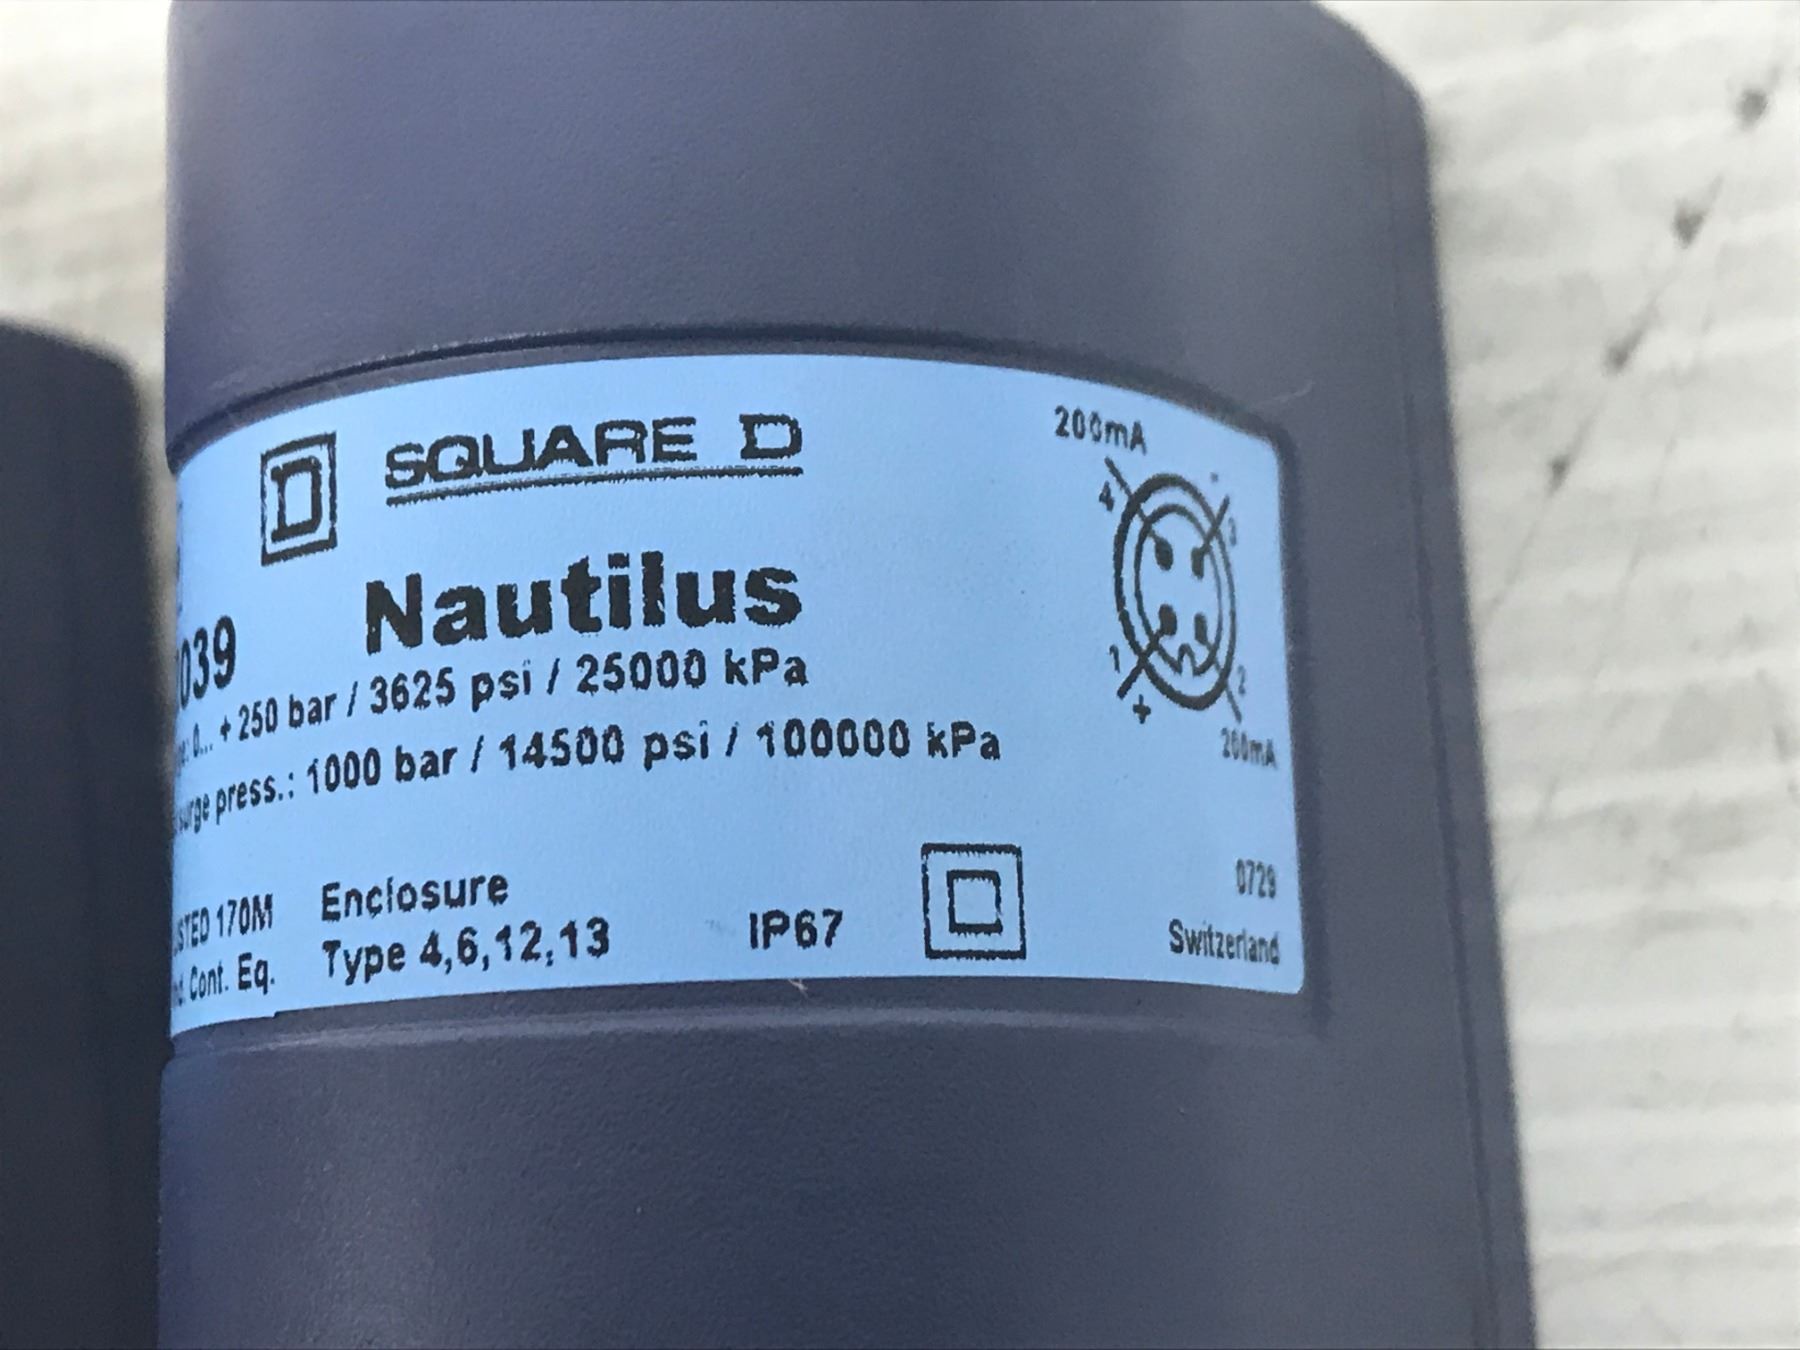 D SQUARE D
Nautilus
039
0... + 250 bar / 3625 psi / 25000 kPa
surge press.: 1000 bar / 14500 psi / 100000 kPa
170M
Cont. Eq.
Enclosure
Type 4,6,12,13
IP67
200mA
4 3
1 2
+
200mA
0729
Switzerland